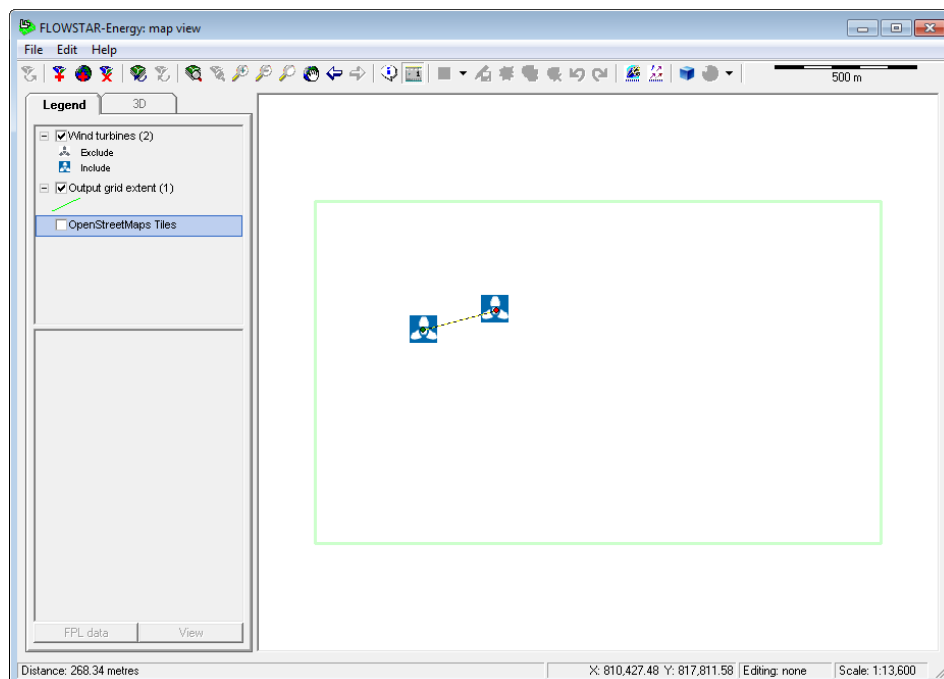 FLOWSTAR-Energy: map view
File Edit Help
500 m
Legend 3D
Wind turbines (2)
Exclude
Include
Output grid extent (1)
OpenStreetMaps Tiles
FPL data View
Distance: 268.34 metres X: 810,427.48 Y: 817,811.58 Editing: none Scale: 1:13,600